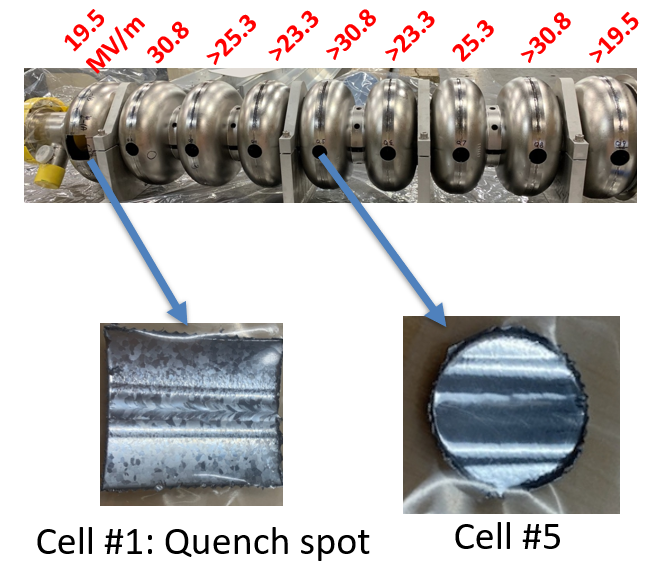 19.5 MV/m
30.8
>25.3
>23.3
>30.8
>23.3
25.3
>30.8
>19.5
Cell #1: Quench spot
Cell #5